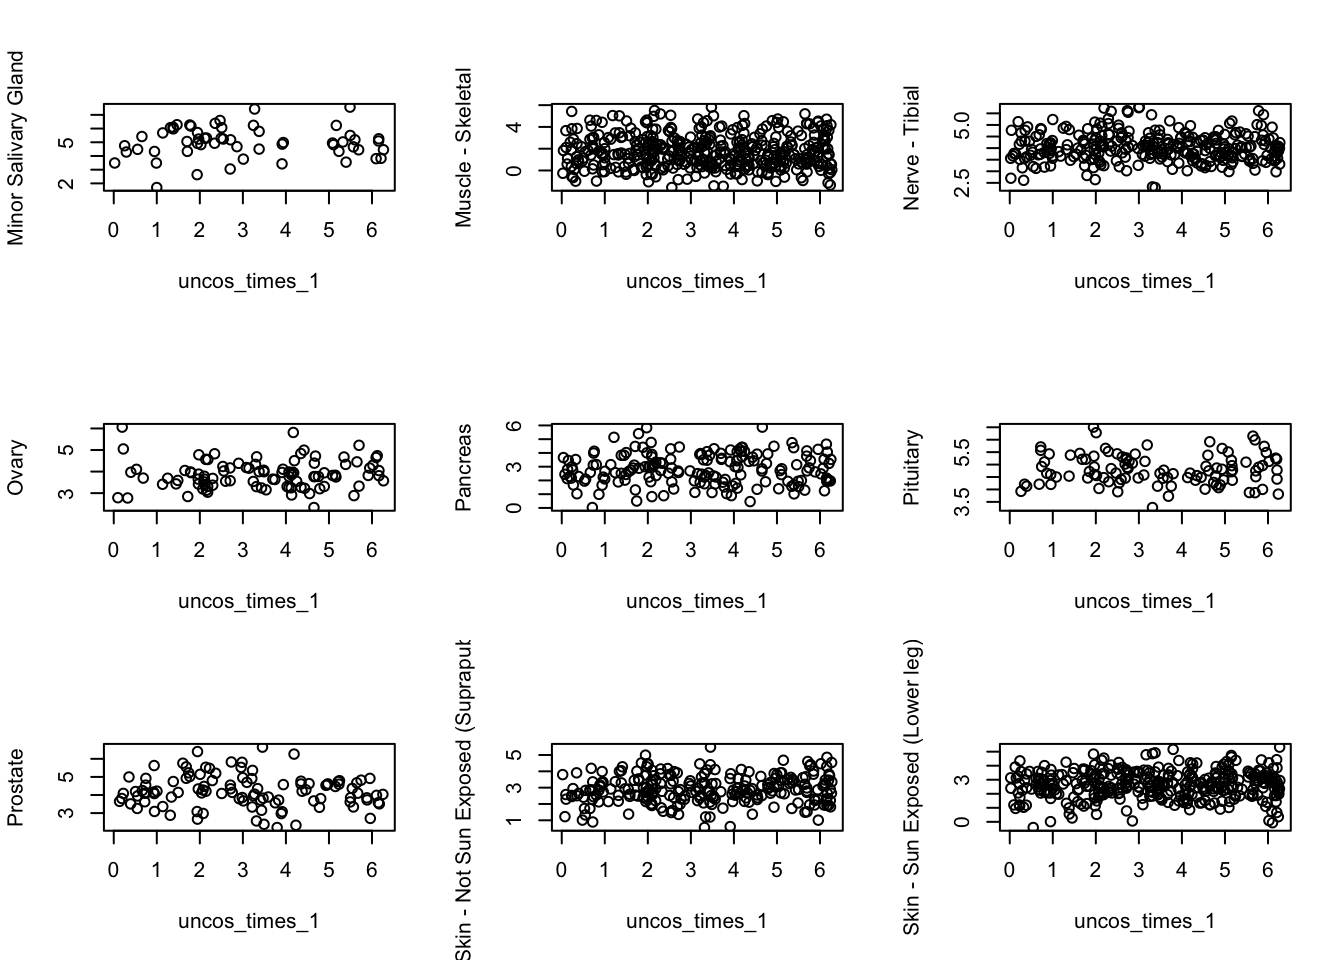 Minor Salivary Gland
2 5
0 1 2 3 4 5 6
uncos_times_1
Muscle - Skeletal
0 4
0 1 2 3 4 5 6
uncos_times_1
Nerve - Tibial
2.5 5.0
0 1 2 3 4 5 6
uncos_times_1
Ovary
3 5
0 1 2 3 4 5 6
uncos_times_1
Pancreas
0 3 6
0 1 2 3 4 5 6
uncos_times_1
Pituitary
3.5 5.5
0 1 2 3 4 5 6
uncos_times_1
Prostate
3 5
0 1 2 3 4 5 6
uncos_times_1
Skin - Not Sun Exposed (Suprapub
1 3 5
0 1 2 3 4 5 6
uncos_times_1
Skin - Sun Exposed (Lower leg)
0 3
0 1 2 3 4 5 6
uncos_times_1